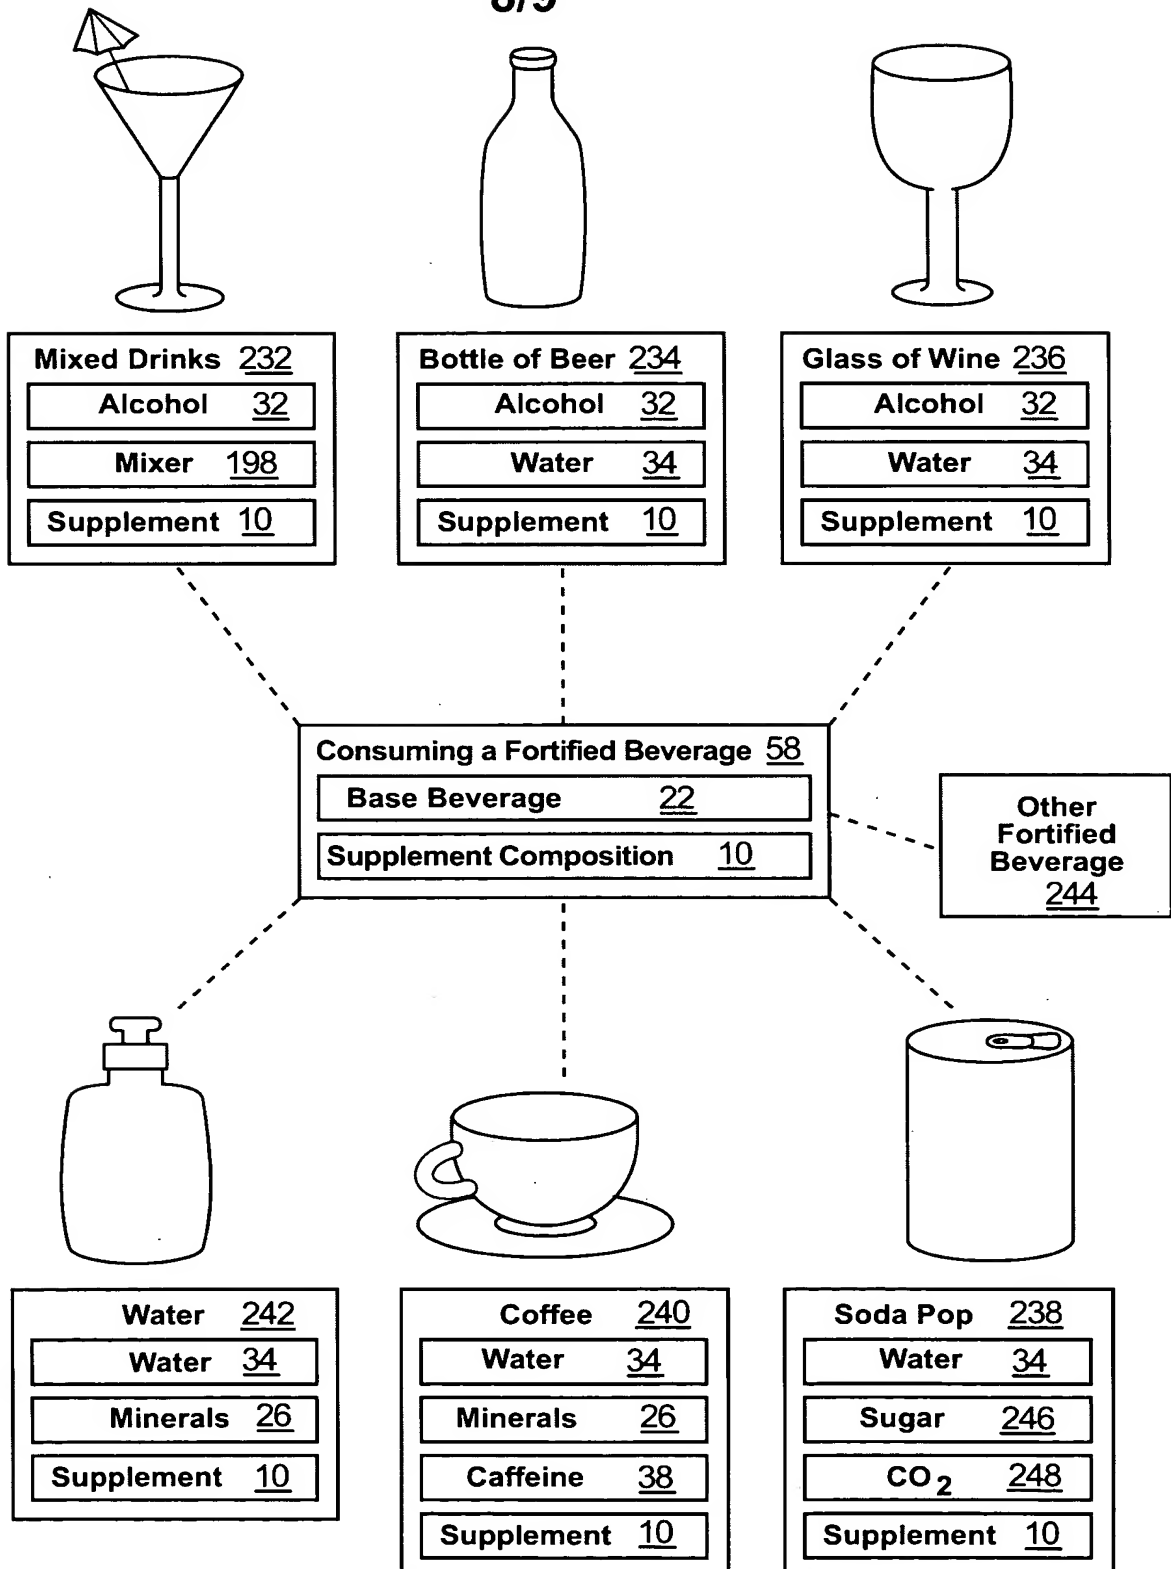 8/9
Mixed Drinks 232
Alcohol 32
Mixer 198
Supplement 10
Bottle of Beer 234
Alcohol 32
Water 34
Supplement 10
Glass of Wine 236
Alcohol 32
Water 34
Supplement 10
Consuming a Fortified Beverage 58
Base Beverage 22
Supplement Composition 10
Other
Fortified
Beverage
244
Water 242
Water 34
Minerals 26
Supplement 10
Coffee 240
Water 34
Minerals 26
Caffeine 38
Supplement 10
Soda Pop 238
Water 34
Sugar 246
CO2 248
Supplement 10